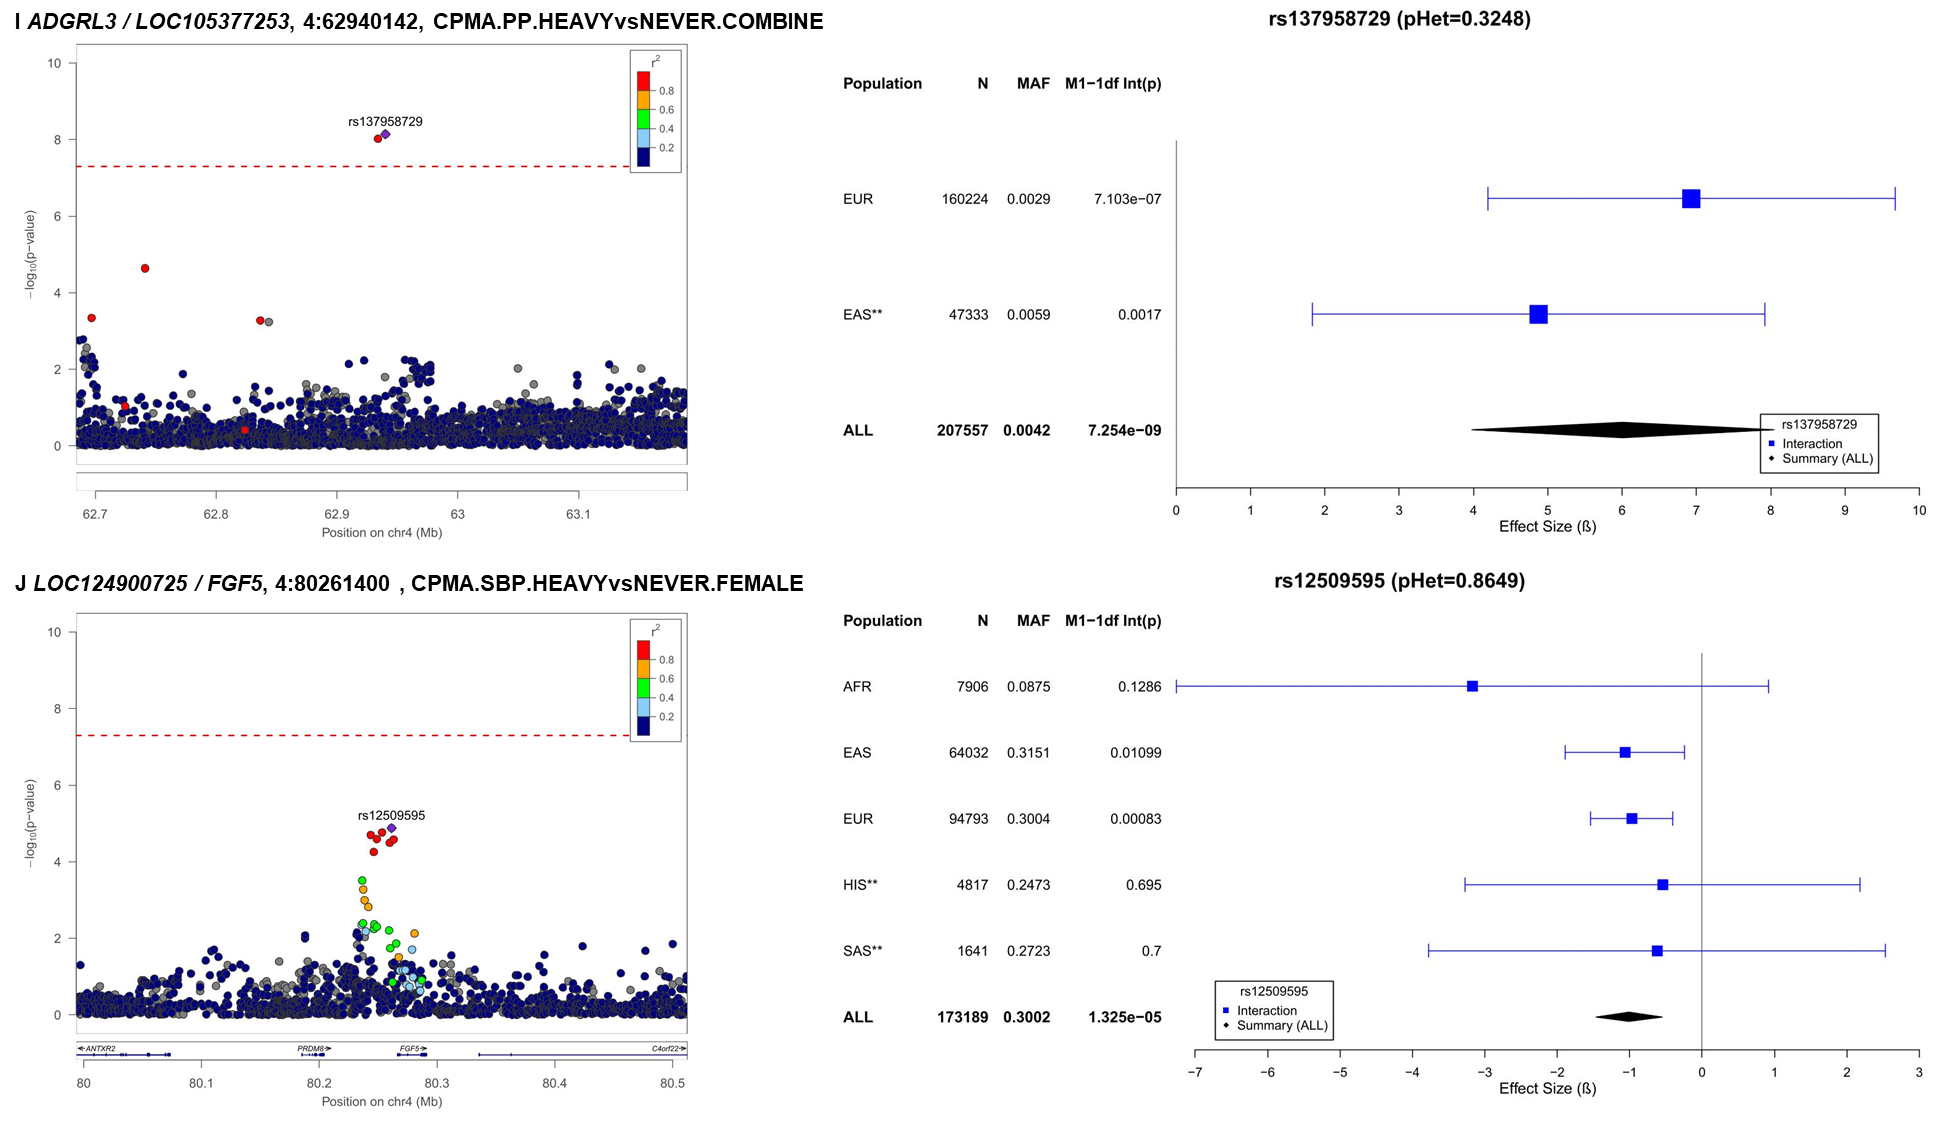 I ADGRL3 / LOC105377253, 4:62940142, CPMA.PP.HEAVYvsNEVER.COMBINE
rs137958729 (pHet=0.3248)
10
8
6
4
2
0
−log10(p−value)
rs137958729
r2
0.8
0.6
0.4
0.2
62.7 62.8 62.9 63 63.1
Position on chr4 (Mb)
Population N MAF M1−1df Int(p)
EUR 160224 0.0029 7.103e−07
EAS** 47333 0.0059 0.0017
ALL 207557 0.0042 7.254e−09
rs137958729
Interaction
Summary (ALL)
0 1 2 3 4 5 6 7 8 9 10
Effect Size (ß)
J LOC124900725 / FGF5, 4:80261400 , CPMA.SBP.HEAVYvsNEVER.FEMALE
rs12509595 (pHet=0.8649)
10
8
6
4
2
0
−log10(p−value)
rs12509595
r2
0.8
0.6
0.4
0.2
←ANTXR2 PRDM8→ FGF5→ C4orf22→
80 80.1 80.2 80.3 80.4 80.5
Position on chr4 (Mb)
Population N MAF M1−1df Int(p)
AFR 7906 0.0875 0.1286
EAS 64032 0.3151 0.01099
EUR 94793 0.3004 0.00083
HIS** 4817 0.2473 0.695
SAS** 1641 0.2723 0.7
ALL 173189 0.3002 1.325e−05
rs12509595
Interaction
Summary (ALL)
−7 −6 −5 −4 −3 −2 −1 0 1 2 3
Effect Size (ß)